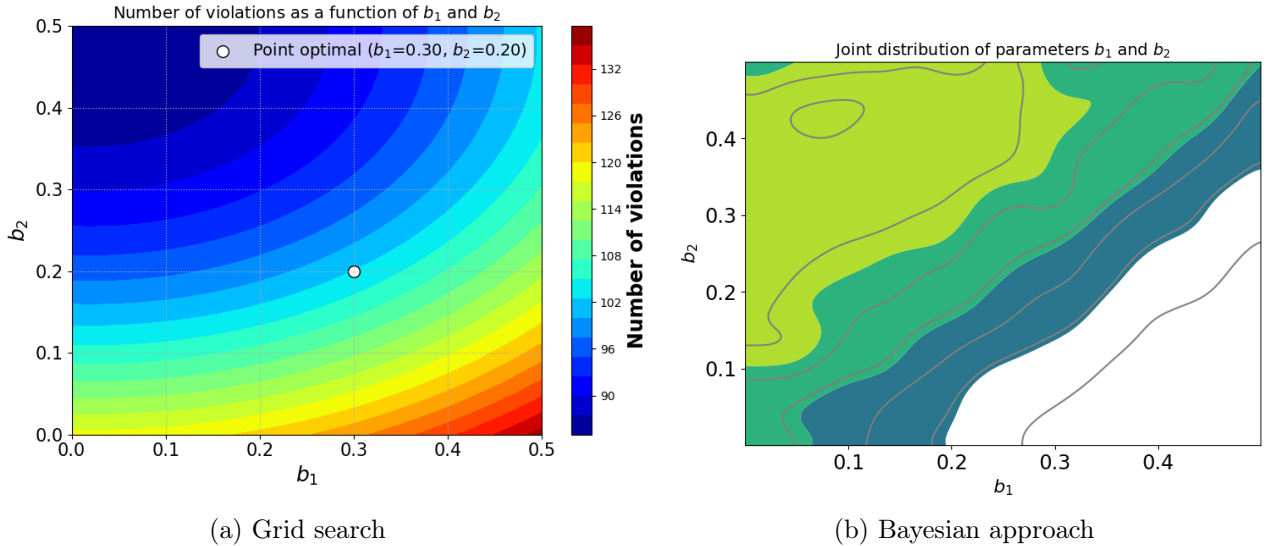 Number of violations as a function of b₁ and b₂
Point optimal (b₁=0.30, b₂=0.20)
0.5
0.4
0.3
0.2
0.1
0.0
b₂
0.0 0.1 0.2 0.3 0.4 0.5
b₁
132
126
120
114
108
102
96
90
Number of violations
(a) Grid search
Joint distribution of parameters b₁ and b₂
0.4
0.3
0.2
0.1
b₂
0.1 0.2 0.3 0.4
b₁
(b) Bayesian approach